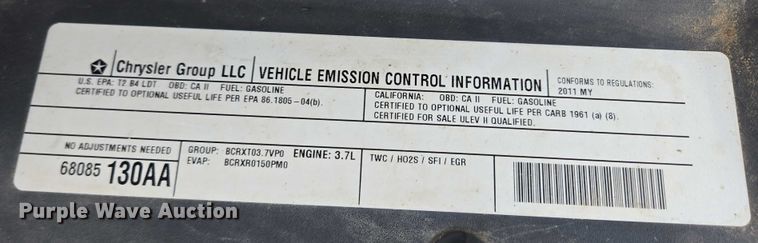 Chrysler Group LLC
VEHICLE EMISSION CONTROL INFORMATION
CONFORMS TO REGULATIONS:
2011 MY
U.S. EPA: T2 B4 LDT OBD: CA II FUEL: GASOLINE
CERTIFIED TO OPTIONAL USEFUL LIFE PER EPA 86.1805-04(b).
CALIFORNIA: OBD: CA II FUEL: GASOLINE
CERTIFIED TO OPTIONAL USEFUL LIFE PER CARB 1961 (a) (8).
CERTIFIED FOR SALE ULEV II QUALIFIED.
NO ADJUSTMENTS NEEDED
68085 130AA
GROUP: BCRXT03.7VP0 ENGINE: 3.7L
EVAP: BCRXR0150PM0
TWC / HO2S / SFI / EGR
Purple Wave Auction